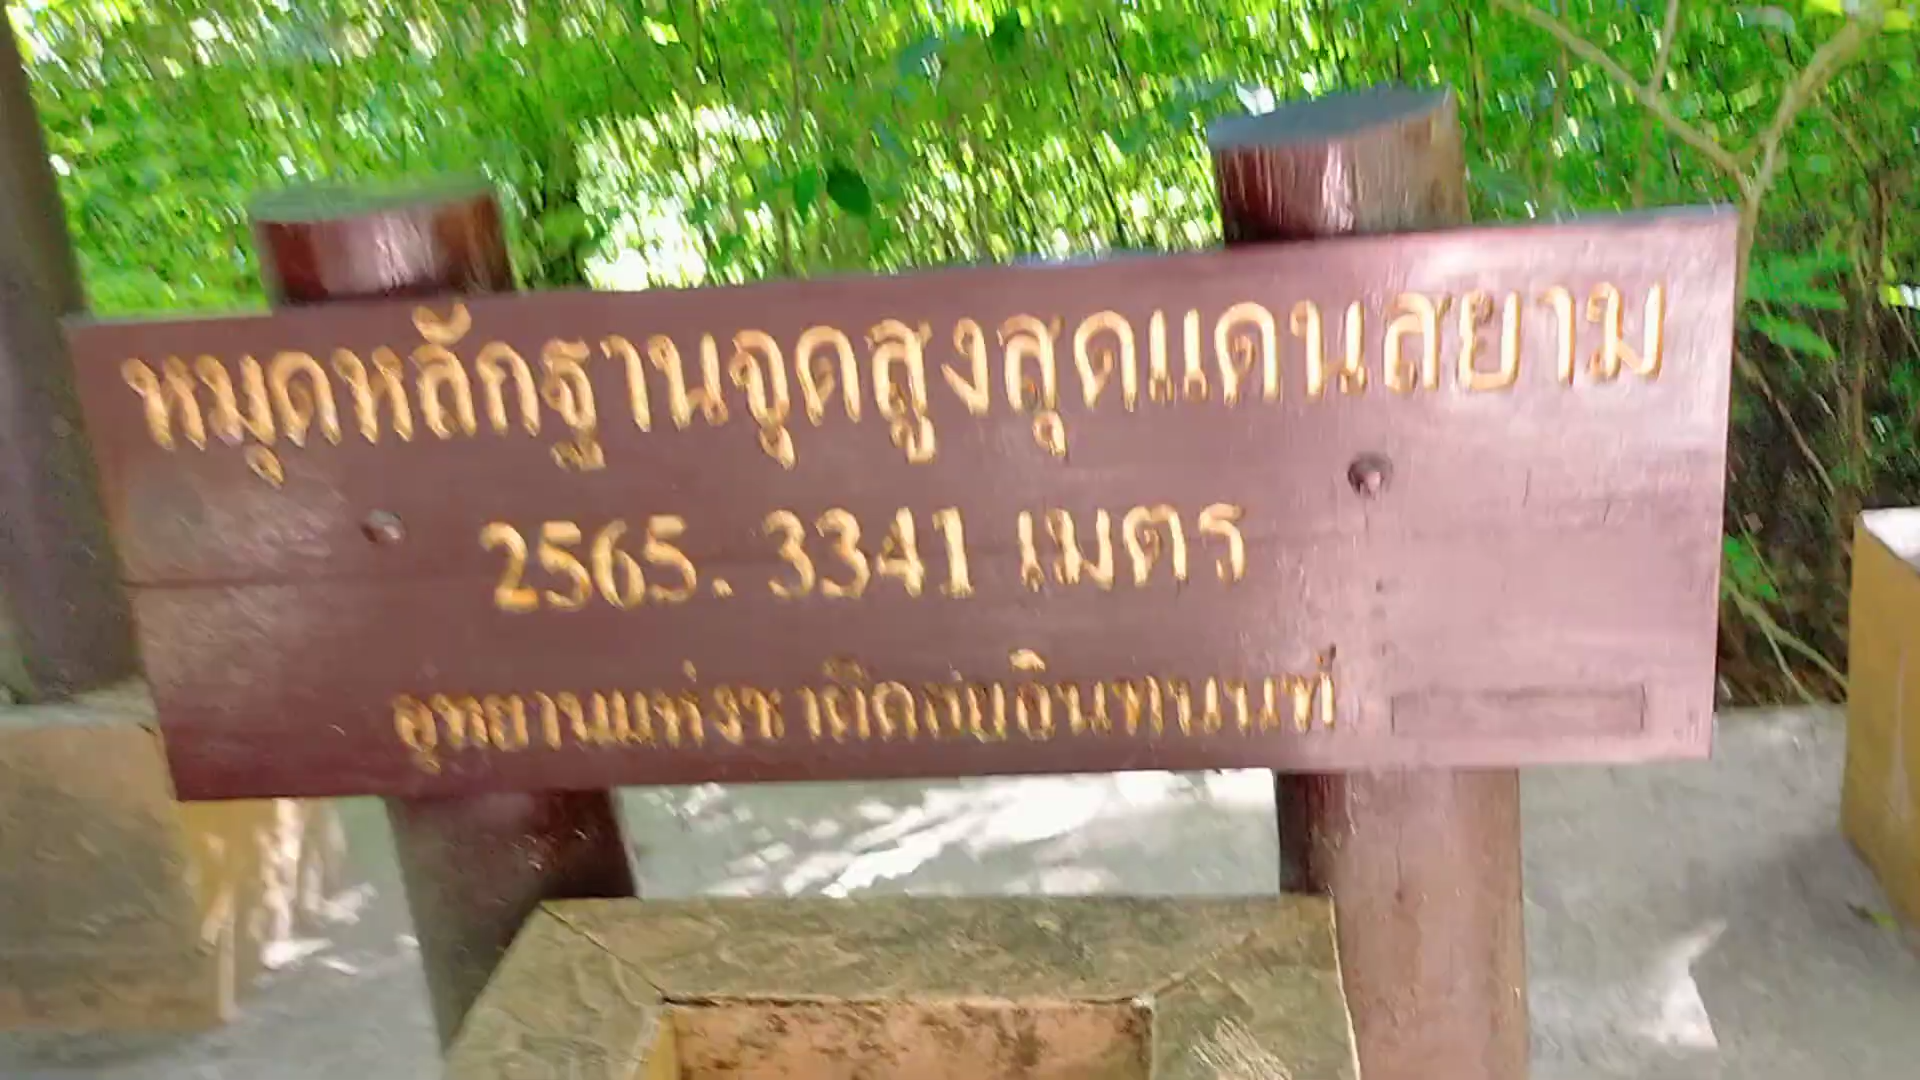 หมุดหลักฐานจุดสูงสุดแดนสยาม
2565. 3341 เมตร
อุทยานแห่งชาติดอยอินทนนท์